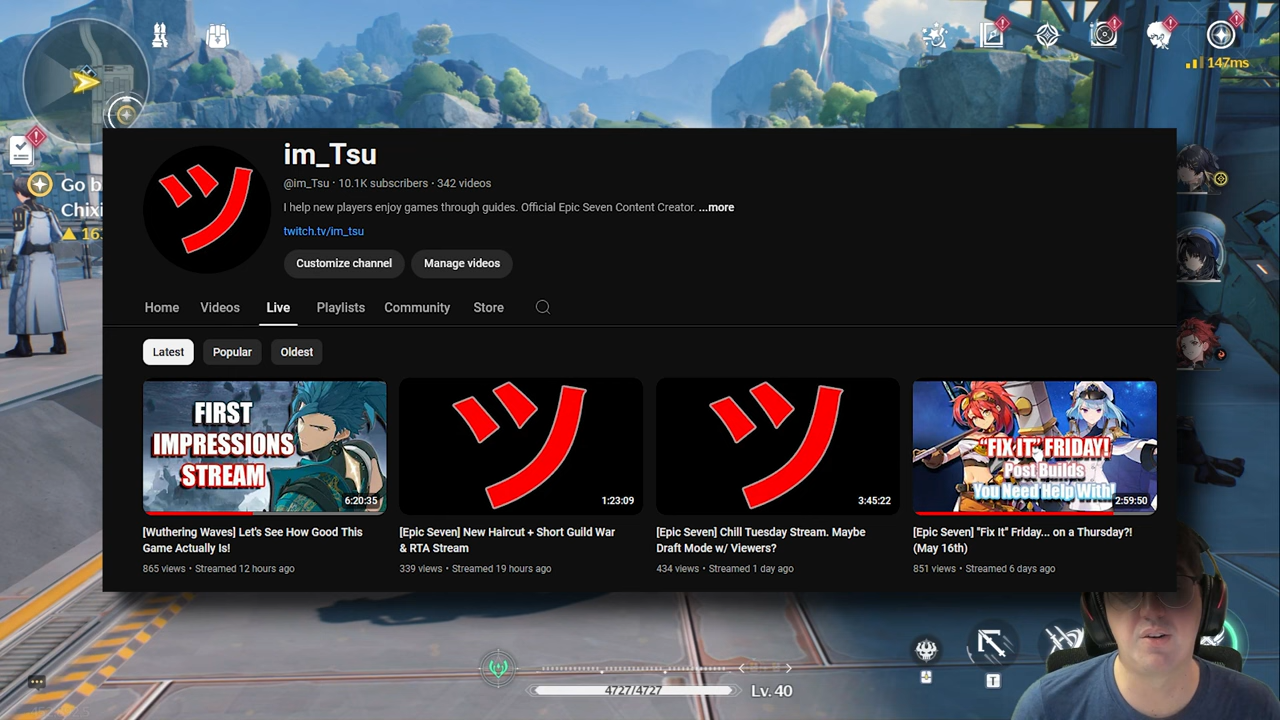 147ms
Go b
Chixi
16
im_Tsu
@im_Tsu · 10.1K subscribers · 342 videos
I help new players enjoy games through guides. Official Epic Seven Content Creator. ...more
twitch.tv/im_tsu
Customize channel
Manage videos
Home
Videos
Live
Playlists
Community
Store
Latest
Popular
Oldest
ツ
FIRST
IMPRESSIONS
STREAM
6:20:35
ツ
1:23:09
ツ
3:45:22
"FIX IT" FRIDAY!
Post Builds
You Need Help With!
2:59:50
[Wuthering Waves] Let's See How Good This
Game Actually Is!
865 views • Streamed 12 hours ago
[Epic Seven] New Haircut + Short Guild War
& RTA Stream
339 views • Streamed 19 hours ago
[Epic Seven] Chill Tuesday Stream. Maybe
Draft Mode w/ Viewers?
434 views • Streamed 1 day ago
[Epic Seven] "Fix It" Friday... on a Thursday?!
(May 16th)
851 views • Streamed 6 days ago
4727/4727
Lv. 40
T